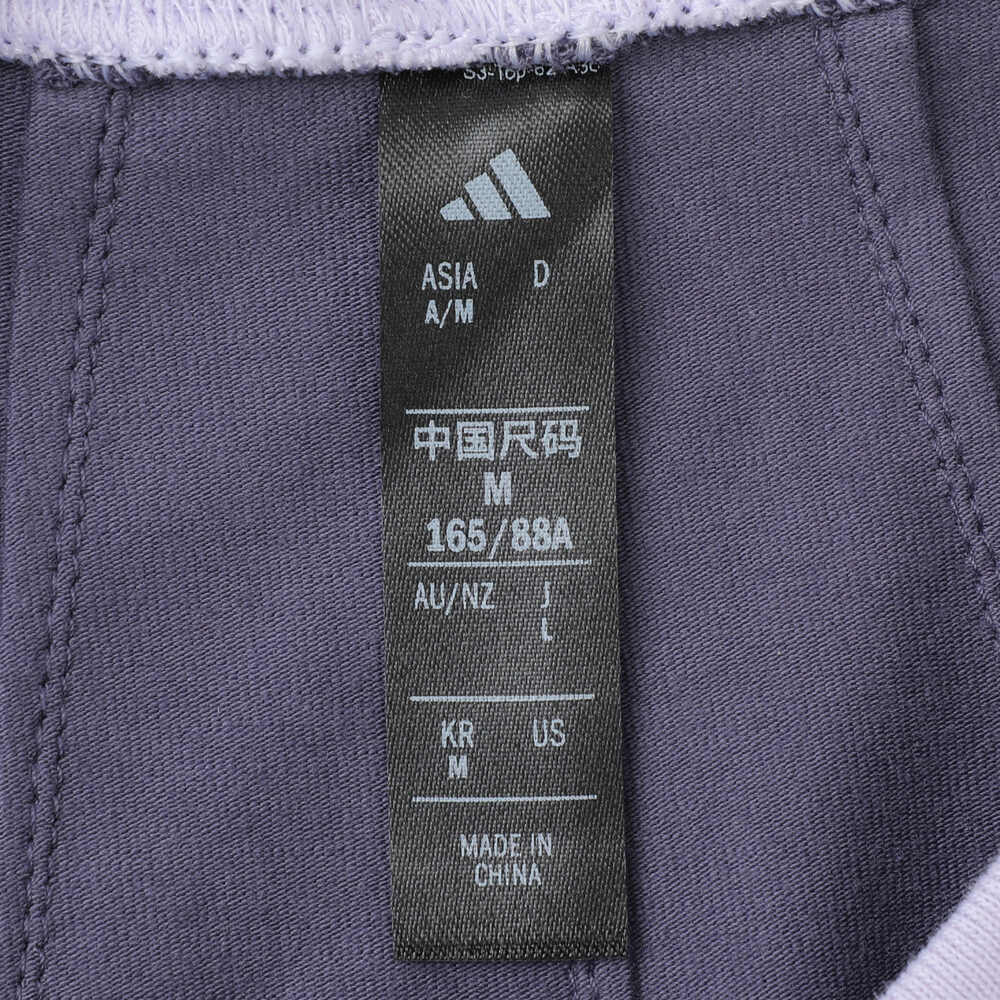 ASIA D
A/M
中国尺码
M
165/88A
AU/NZ J
L
KR US
M
MADE IN
CHINA